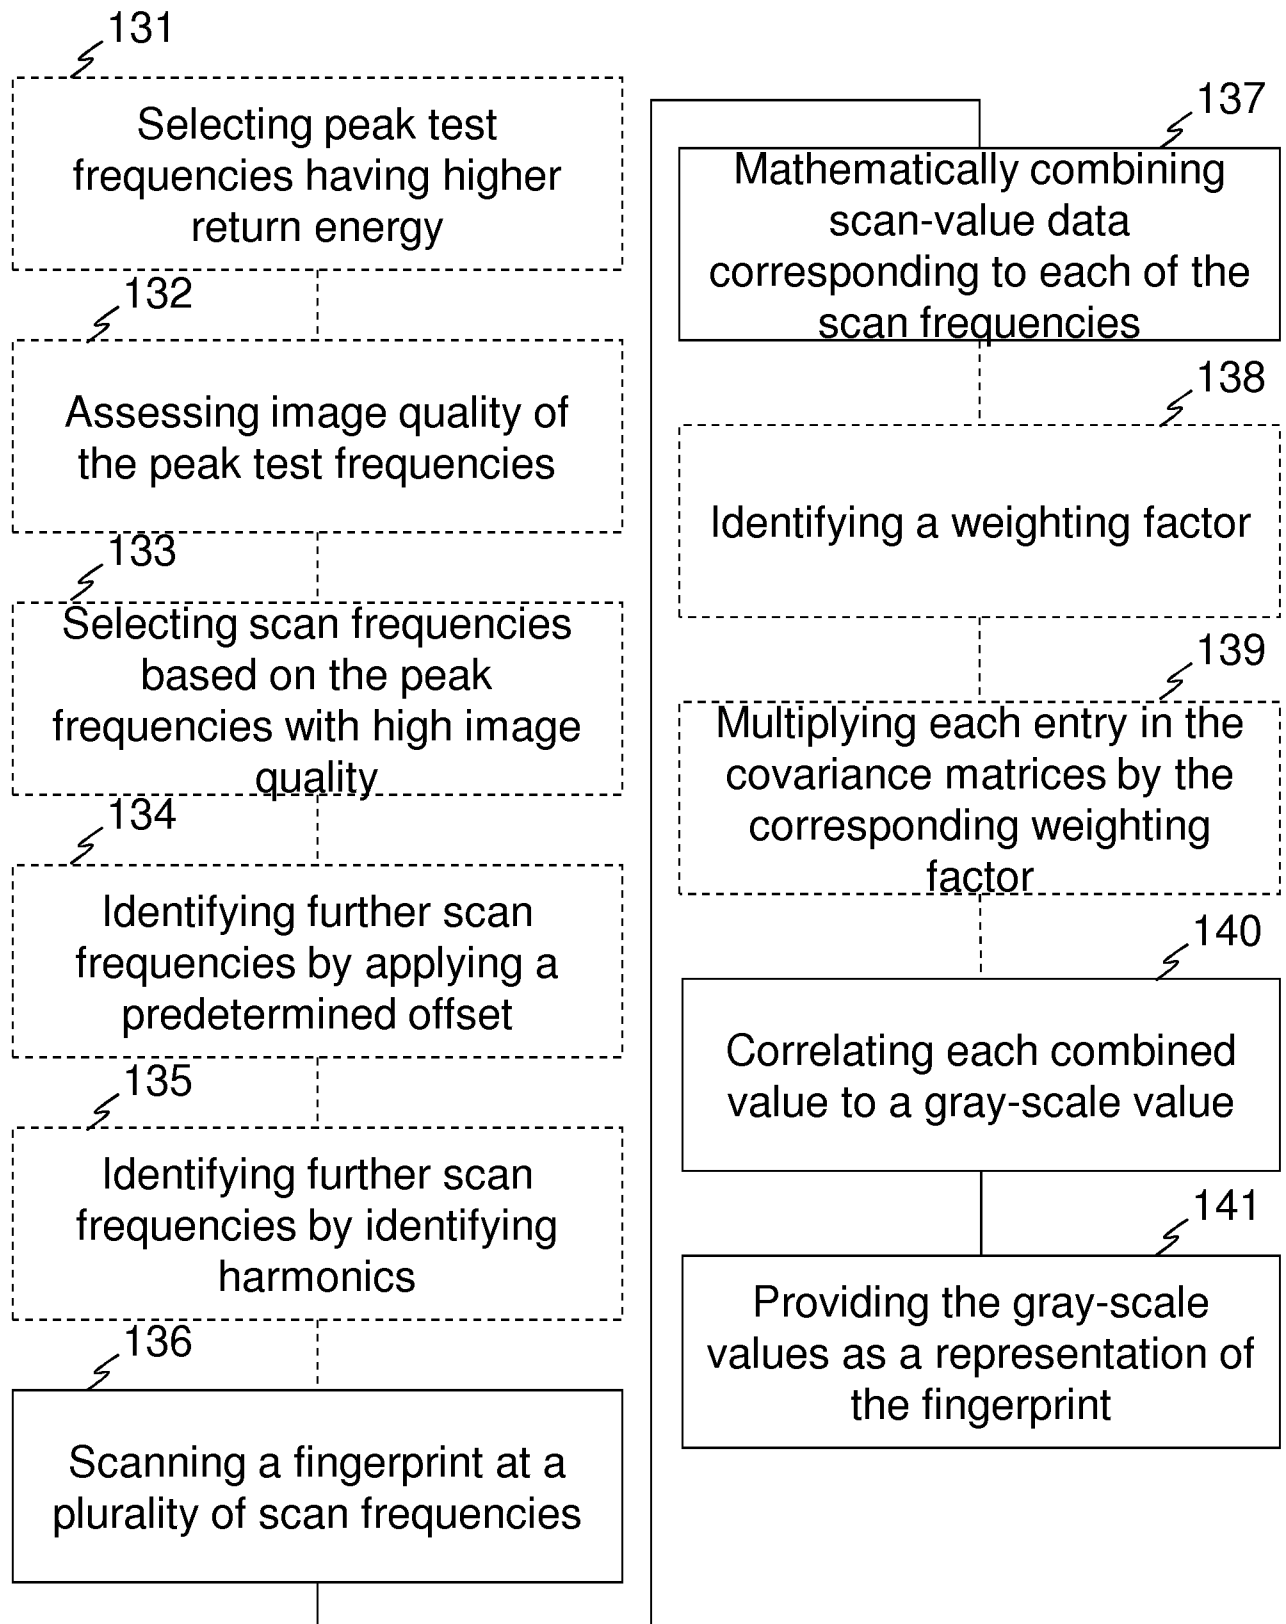 131
Selecting peak test
frequencies having higher
return energy
132
Assessing image quality of
the peak test frequencies
133
Selecting scan frequencies
based on the peak
frequencies with high image
quality
134
Identifying further scan
frequencies by applying a
predetermined offset
135
Identifying further scan
frequencies by identifying
harmonics
136
Scanning a fingerprint at a
plurality of scan frequencies
137
Mathematically combining
scan-value data
corresponding to each of the
scan frequencies
138
Identifying a weighting factor
139
Multiplying each entry in the
covariance matrices by the
corresponding weighting
factor
140
Correlating each combined
value to a gray-scale value
141
Providing the gray-scale
values as a representation of
the fingerprint